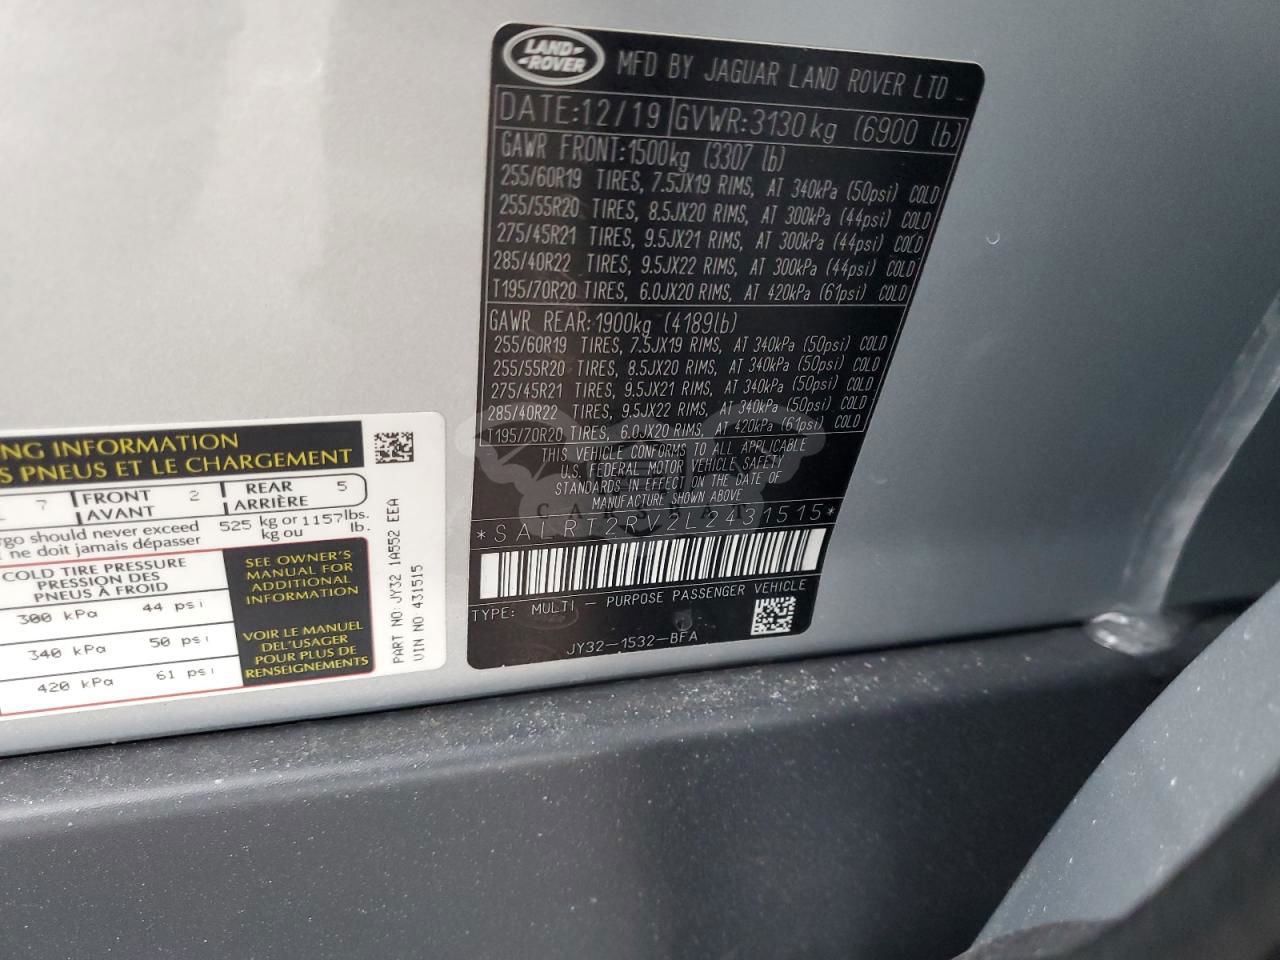 LAND-
-ROVER
MFD BY JAGUAR LAND ROVER LTD
DATE:12/19 GVWR:3130kg (6900 lb)
GAWR FRONT:1500kg (3307 lb)
255/60R19 TIRES, 7.5JX19 RIMS, AT 340kPa (50psi) COLD
255/55R20 TIRES, 8.5JX20 RIMS, AT 300kPa (44psi) COLD
275/45R21 TIRES, 9.5JX21 RIMS, AT 300kPa (44psi) COLD
285/40R22 TIRES, 9.5JX22 RIMS, AT 300kPa (44psi) COLD
T195/70R20 TIRES, 6.0JX20 RIMS, AT 420kPa (61psi) COLD
GAWR REAR:1900kg (4189lb)
255/60R19 TIRES, 7.5JX19 RIMS, AT 340kPa (50psi) COLD
255/55R20 TIRES, 8.5JX20 RIMS, AT 340kPa (50psi) COLD
275/45R21 TIRES, 9.5JX21 RIMS, AT 340kPa (50psi) COLD
285/40R22 TIRES, 9.5JX22 RIMS, AT 340kPa (50psi) COLD
T195/70R20 TIRES, 6.0JX20 RIMS, AT 420kPa (61psi) COLD
THIS VEHICLE CONFORMS TO ALL APPLICABLE
U.S. FEDERAL MOTOR VEHICLE SAFETY
STANDARDS IN EFFECT ON THE DATE OF
MANUFACTURE SHOWN ABOVE
*SALRT2RV2L2431515*
TYPE: MULTI - PURPOSE PASSENGER VEHICLE
JY32-1532-BFA
ING INFORMATION
S PNEUS ET LE CHARGEMENT
7 FRONT 2 REAR 5
AVANT ARRIÈRE
rgo should never exceed 525 kg or 1157 lbs.
ne doit jamais dépasser kg ou lb.
COLD TIRE PRESSURE
PRESSION DES
PNEUS À FROID
300 kPa 44 psi
340 kPa 50 psi
420 kPa 61 psi
SEE OWNER'S
MANUAL FOR
ADDITIONAL
INFORMATION
VOIR LE MANUEL
DEL'USAGER
POUR PLUS DE
RENSEIGNEMENTS
PART NO: JY32 1A552 EEA
VIN NO 431515